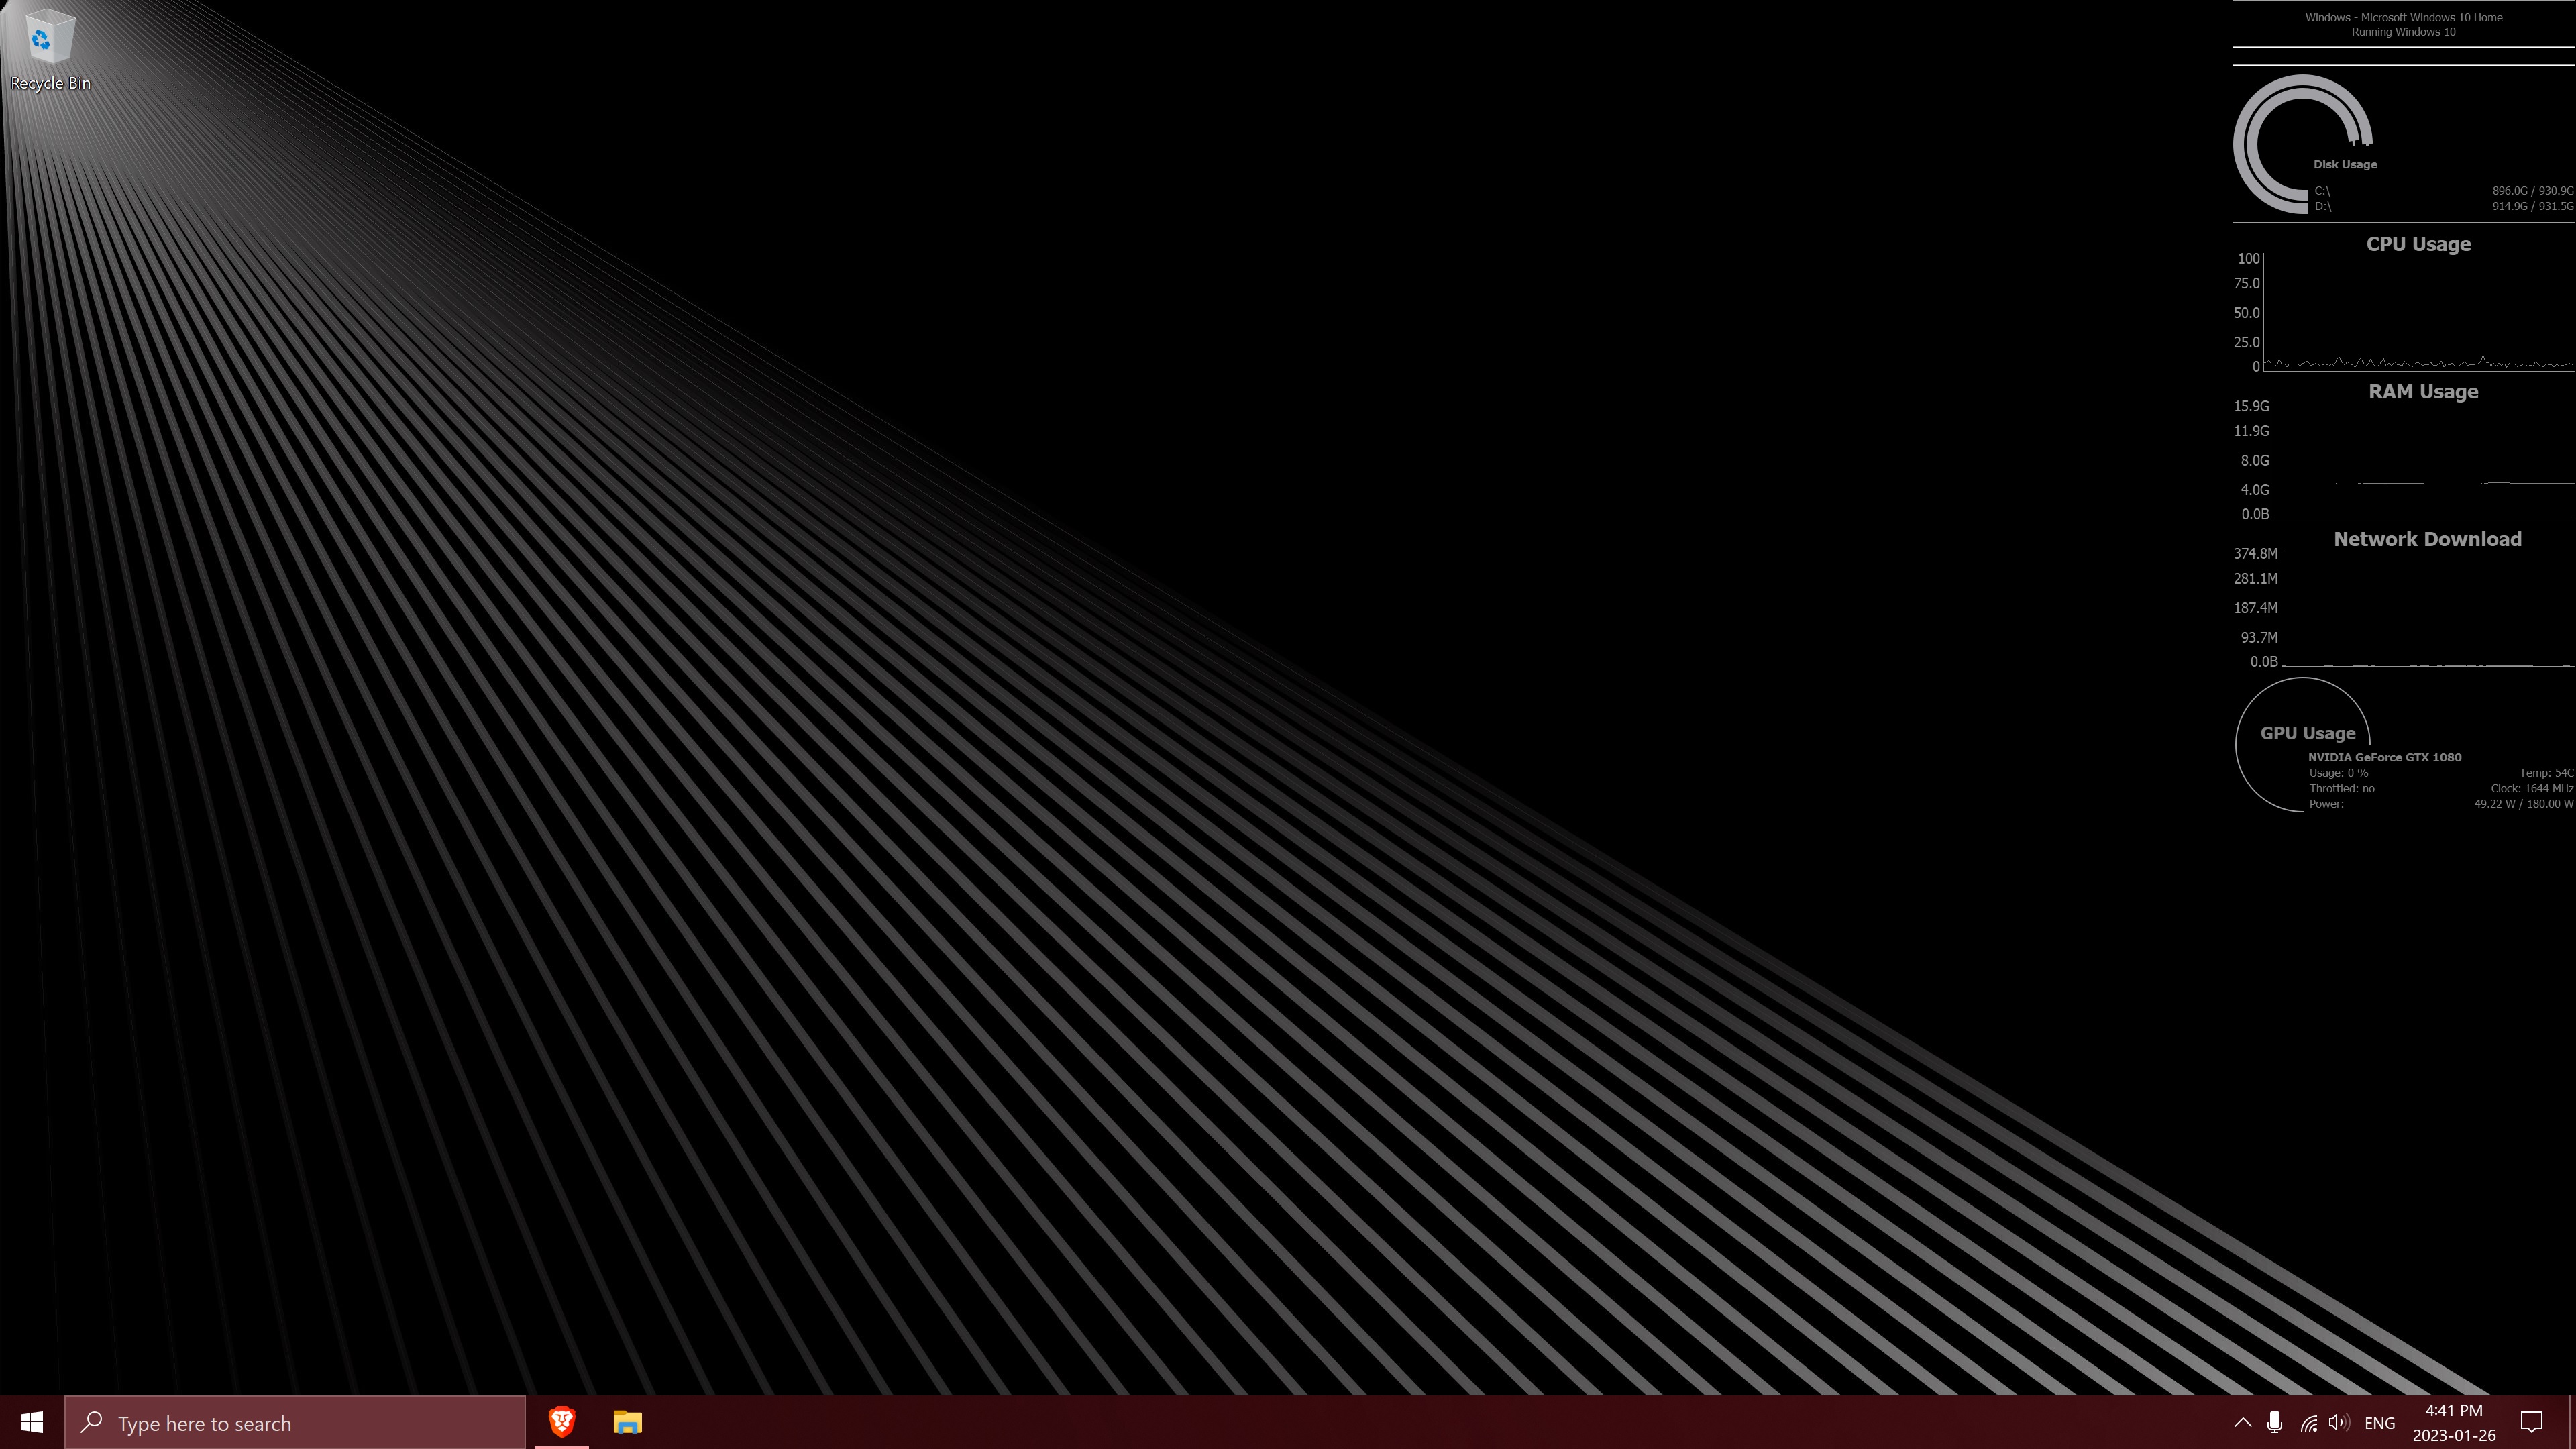 Recycle Bin
Windows - Microsoft Windows 10 Home
Running Windows 10
Disk Usage
C:\ 896.0G / 930.9G
D:\ 914.9G / 931.5G
CPU Usage
100
75.0
50.0
25.0
0
RAM Usage
15.9G
11.9G
8.0G
4.0G
0.0B
Network Download
374.8M
281.1M
187.4M
93.7M
0.0B
GPU Usage
NVIDIA GeForce GTX 1080
Usage: 0 % Temp: 54C
Throttled: no Clock: 1644 MHz
Power: 49.22 W / 180.00 W
Type here to search
ENG
4:41 PM
2023-01-26